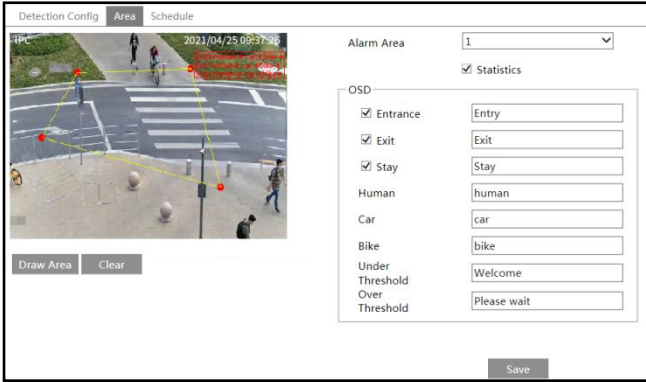 Detection Config Area Schedule
IPC 2021/04/25 09:37:26
Draw Area Clear
Alarm Area 1
Statistics
OSD
Entrance Entry
Exit Exit
Stay Stay
Human human
Car car
Bike bike
Under
Threshold Welcome
Over
Threshold Please wait
Save